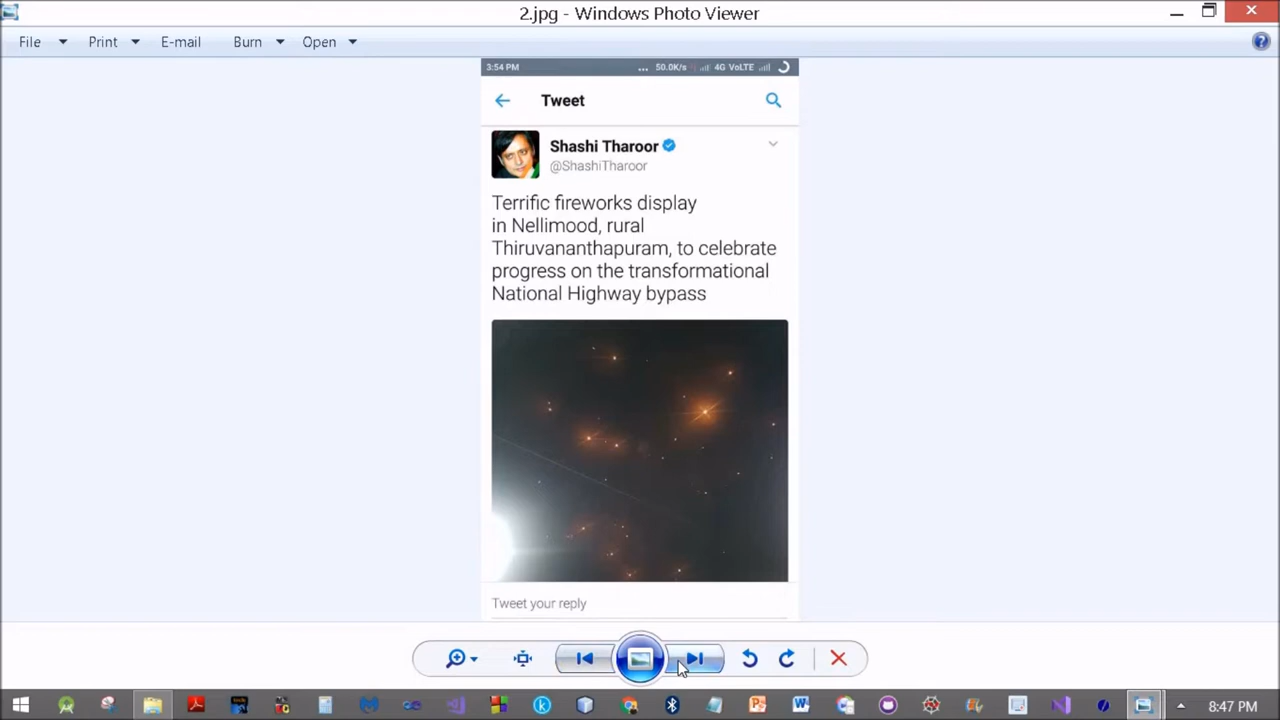 2.jpg - Windows Photo Viewer
File Print E-mail Burn Open
3:54 PM ... 50.0K/s 4G VoLTE
Tweet
Shashi Tharoor
@ShashiTharoor
Terrific fireworks display
in Nellimood, rural
Thiruvananthapuram, to celebrate
progress on the transformational
National Highway bypass
Tweet your reply
8:47 PM